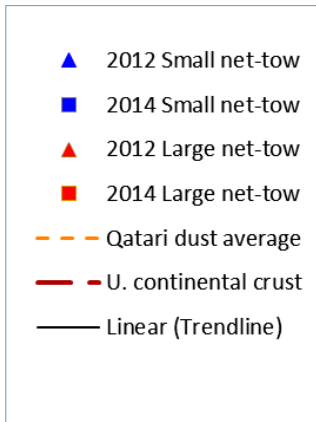 2012 Small net-tow
2014 Small net-tow
2012 Large net-tow
2014 Large net-tow
Qatari dust average
U. continental crust
Linear (Trendline)